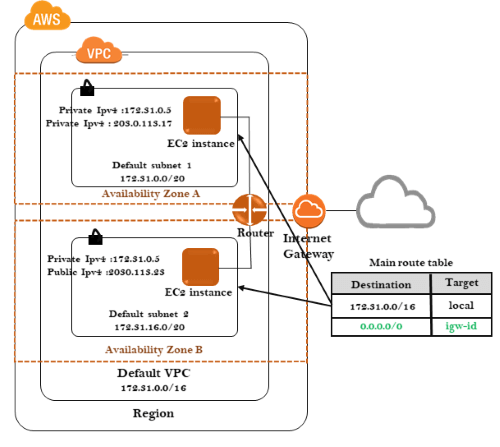 AWS
VPC
Private Ipv4 :172.31.0.5
Private Ipv4 : 203.0.113.17
EC2 instance
Default subnet 1
172.31.0.0/20
Availability Zone A
Router
Internet
Gateway
Private Ipv4 :172.31.0.5
Public Ipv4 :2030.113.23
EC2 instance
Default subnet 2
172.31.16.0/20
Availability Zone B
Default VPC
172.31.0.0/16
Region
Main route table
Destination Target
172.31.0.0/16 local
0.0.0.0/0 igw-id